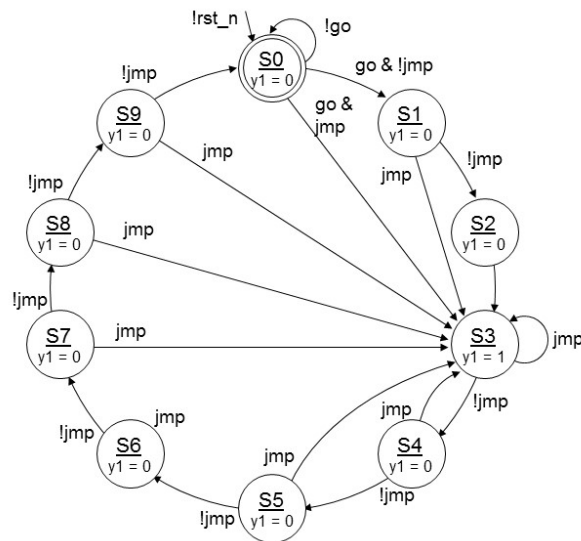 !rst_n
!go
S0
y1 = 0
go & !jmp
go &
jmp
!jmp
S9
y1 = 0
jmp
S1
y1 = 0
jmp
!jmp
!jmp
S8
y1 = 0
jmp
S2
y1 = 0
!jmp
S7
y1 = 0
jmp
S3
y1 = 1
jmp
!jmp
S6
y1 = 0
jmp
jmp
jmp
S4
y1 = 0
!jmp
!jmp
S5
y1 = 0
!jmp